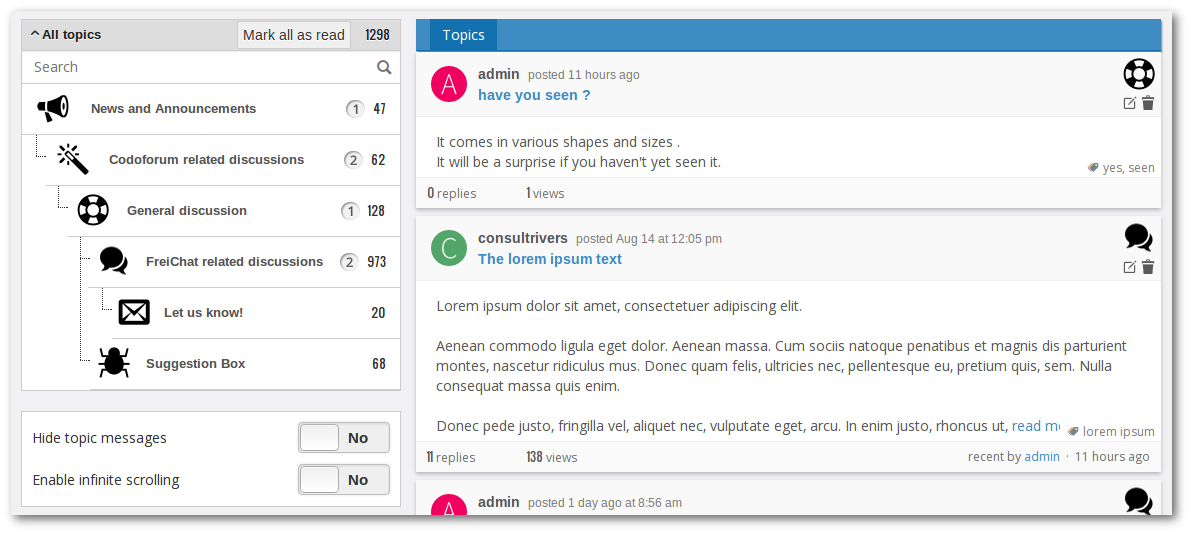 All topics Mark all as read 1298
Search
News and Announcements 1 47
Codoforum related discussions 2 62
General discussion 1 128
FreiChat related discussions 2 973
Let us know! 20
Suggestion Box 68
Hide topic messages No
Enable infinite scrolling No
Topics
A admin posted 11 hours ago
have you seen ?
It comes in various shapes and sizes .
It will be a surprise if you haven't yet seen it.
yes, seen
0 replies 1 views
C consultrivers posted Aug 14 at 12:05 pm
The lorem ipsum text
Lorem ipsum dolor sit amet, consectetuer adipiscing elit.
Aenean commodo ligula eget dolor. Aenean massa. Cum sociis natoque penatibus et magnis dis parturient
montes, nascetur ridiculus mus. Donec quam felis, ultricies nec, pellentesque eu, pretium quis, sem. Nulla
consequat massa quis enim.
Donec pede justo, fringilla vel, aliquet nec, vulputate eget, arcu. In enim justo, rhoncus ut, read
lorem ipsum
11 replies 138 views recent by admin · 11 hours ago
A admin posted 1 day ago at 8:56 am